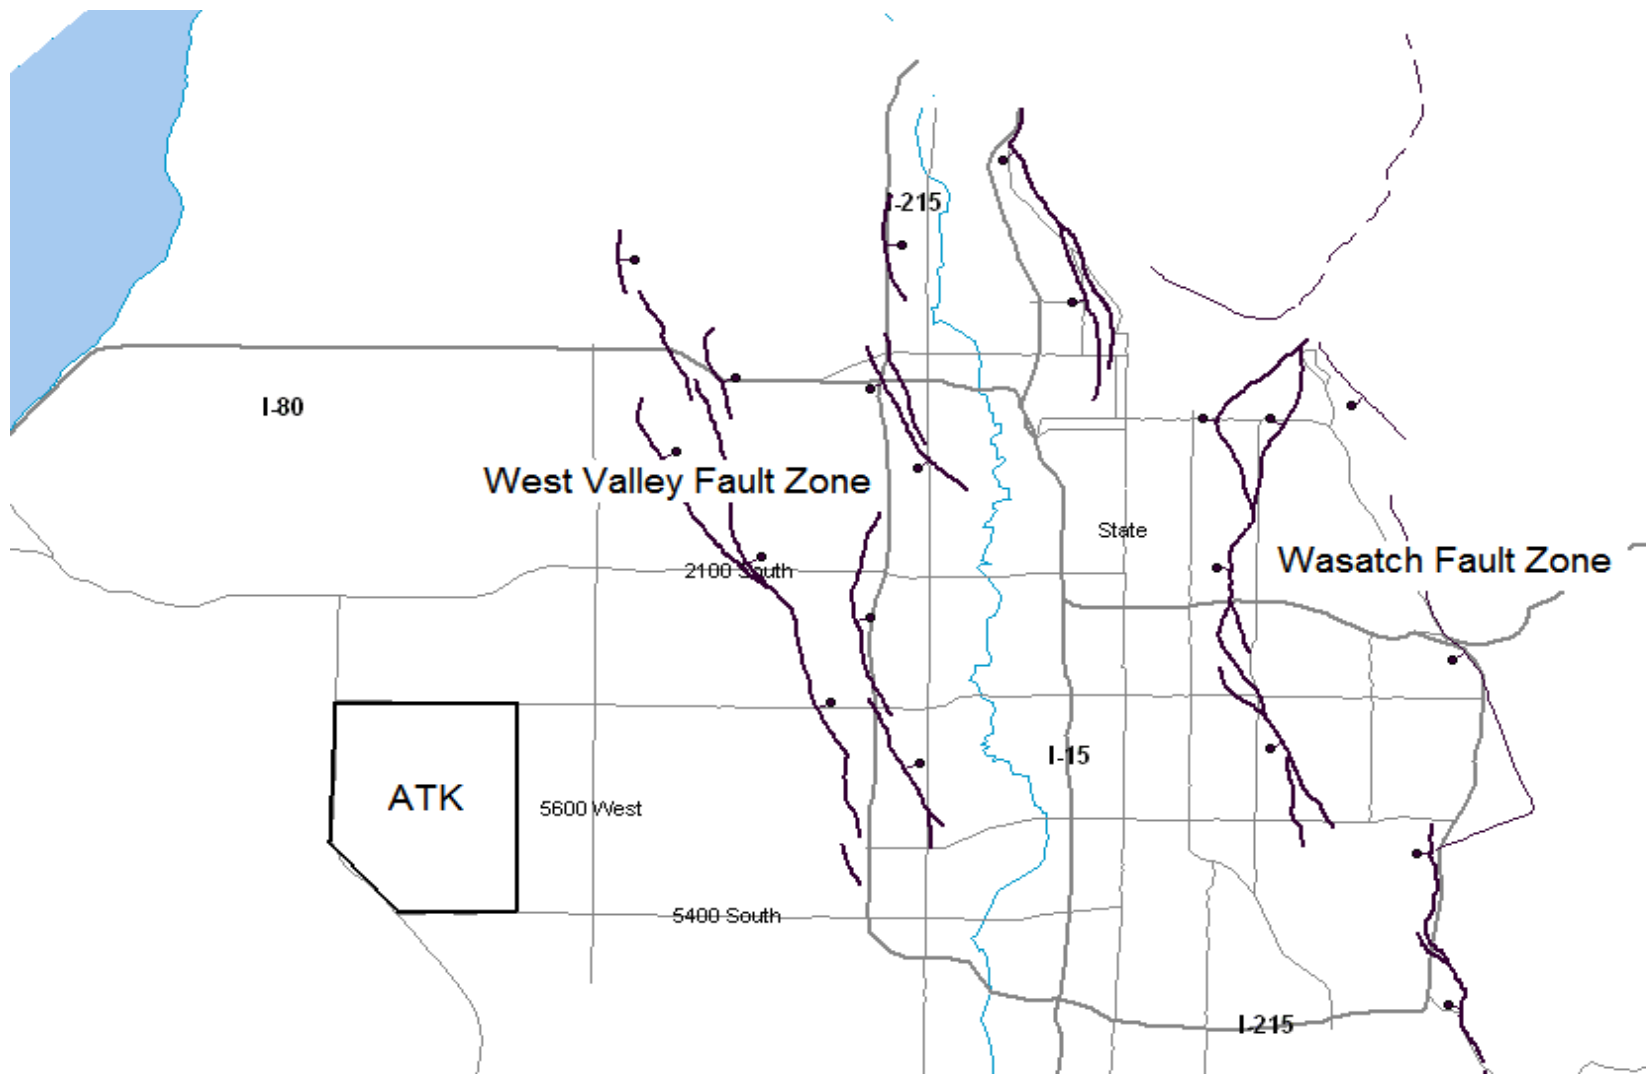 I-215
I-80
West Valley Fault Zone
State
Wasatch Fault Zone
2100 South
I-15
ATK
5600 West
5400 South
I-215